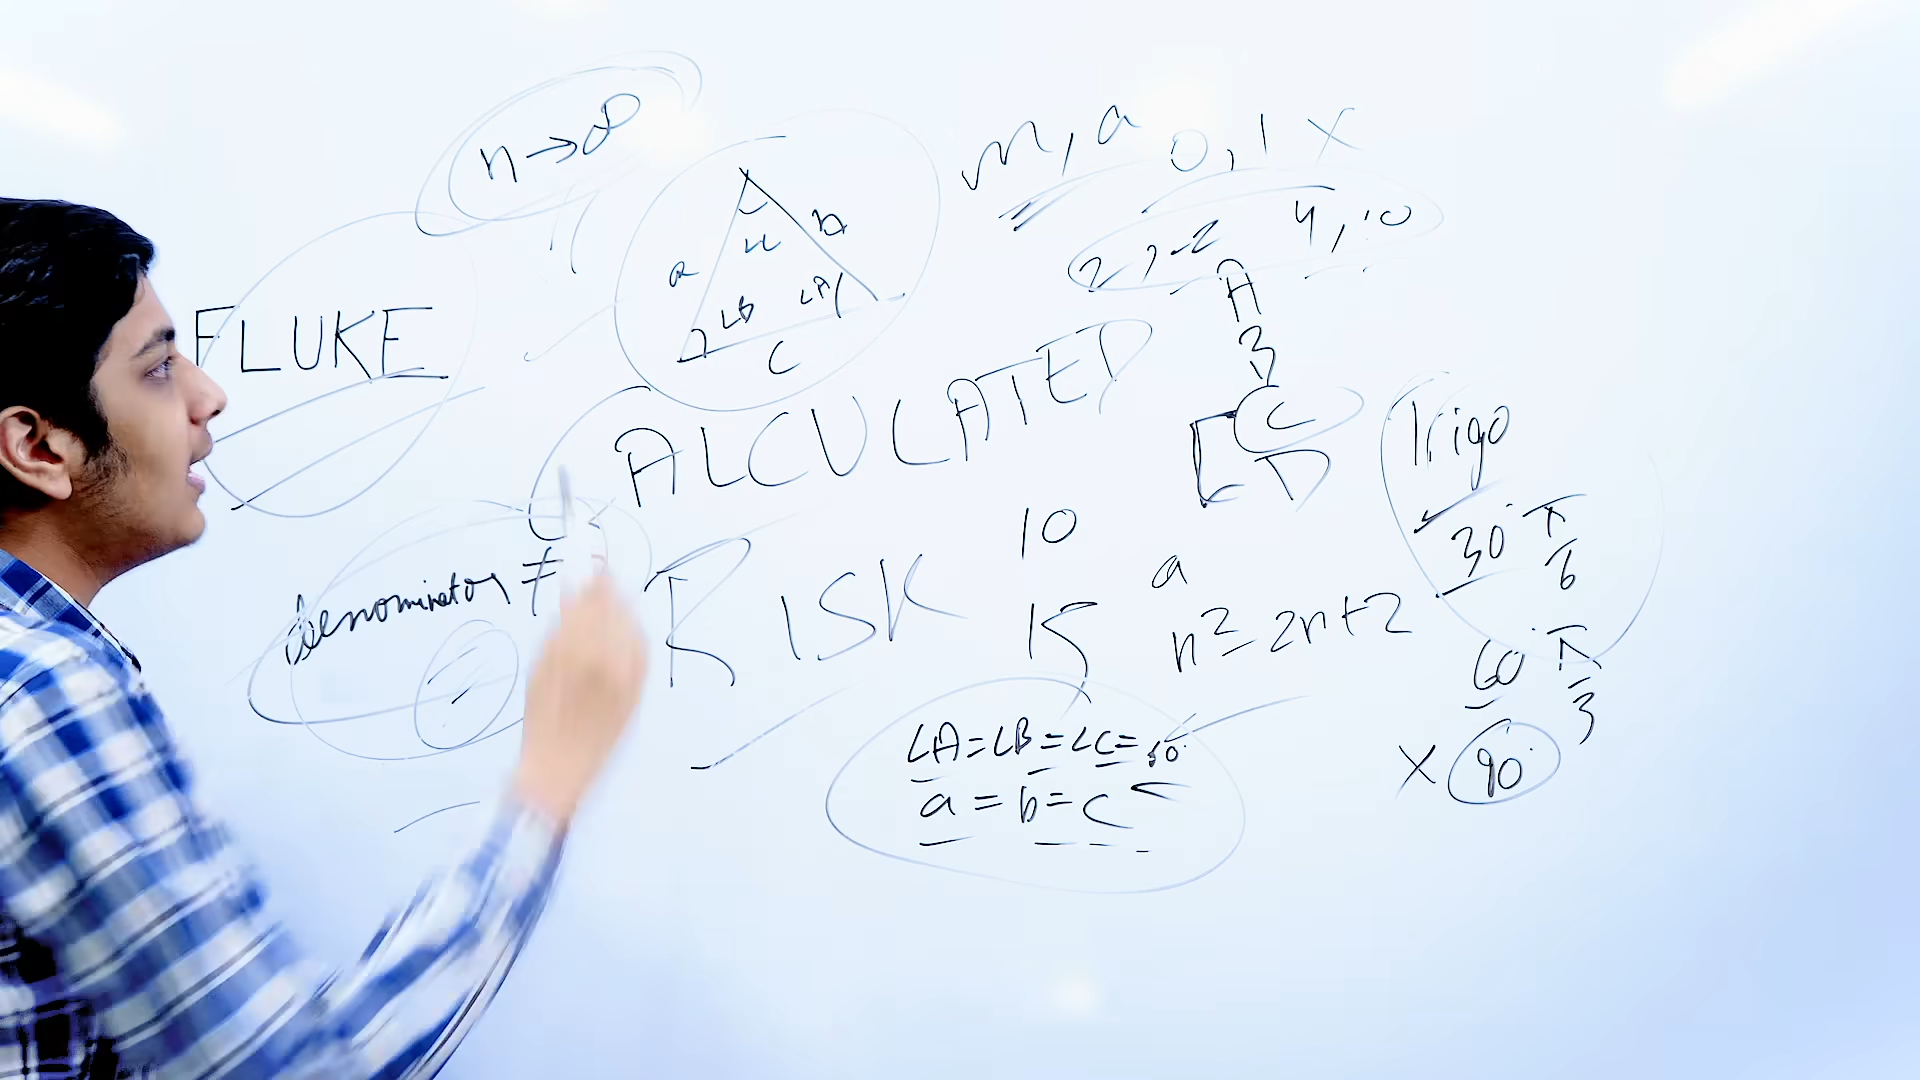 n→∞
m, a 0, 1 x
2, -2 4, 10
a ∠C b
∠B ∠A
c
FLUKE
CALCULATED
A
B
C
D
Trigo
30° π/6
60° π/3
x 90°
denominator ≠
RISK
10
15
a
n² - 2n + 2
∠A = ∠B = ∠C = 60°
a = b = c